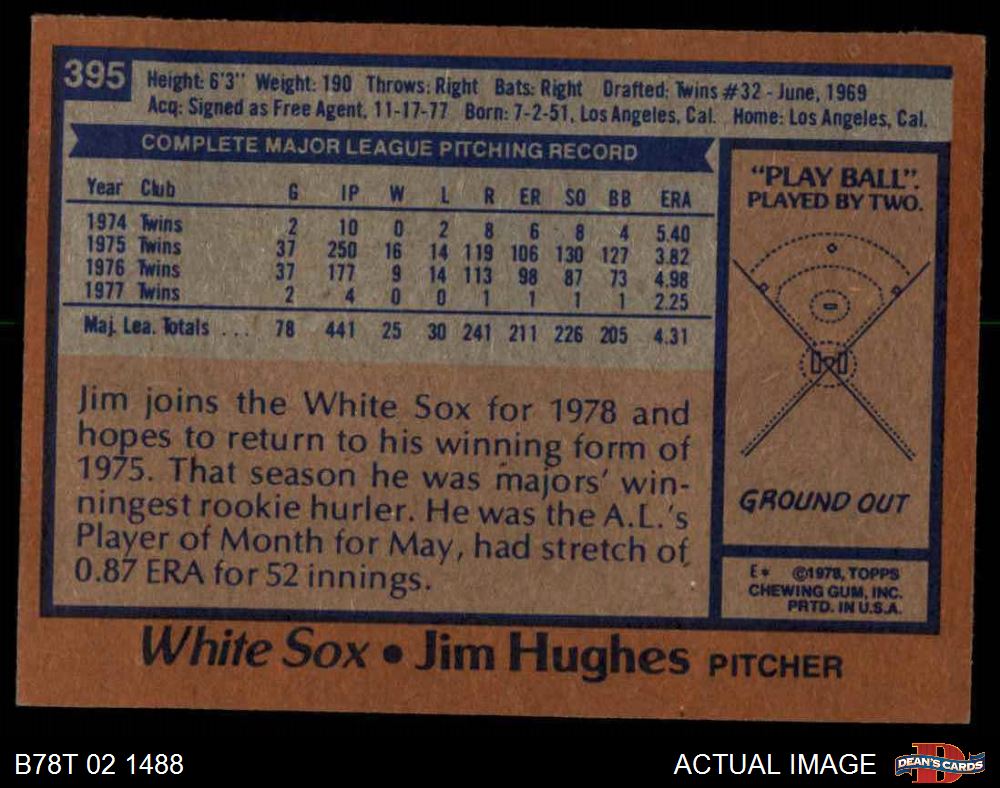 395
Height: 6'3" Weight: 190 Throws: Right Bats: Right Drafted: Twins #32 - June, 1969
Acq: Signed as Free Agent, 11-17-77 Born: 7-2-51, Los Angeles, Cal. Home: Los Angeles, Cal.
COMPLETE MAJOR LEAGUE PITCHING RECORD
Year Club G IP W L R ER SO BB ERA
1974 Twins 2 10 0 2 8 6 8 4 5.40
1975 Twins 37 250 16 14 119 106 130 127 3.82
1976 Twins 37 177 9 14 113 98 87 73 4.98
1977 Twins 2 4 0 0 1 1 1 1 2.25
Maj. Lea. Totals ... 78 441 25 30 241 211 226 205 4.31
Jim joins the White Sox for 1978 and
hopes to return to his winning form of
1975. That season he was majors' win-
ningest rookie hurler. He was the A.L.'s
Player of Month for May, had stretch of
0.87 ERA for 52 innings.
"PLAY BALL".
PLAYED BY TWO.
GROUND OUT
E* ©1978, TOPPS
CHEWING GUM, INC.
PRTD. IN U.S.A.
White Sox • Jim Hughes PITCHER
B78T 02 1488
ACTUAL IMAGE
D
DEAN'S CARDS